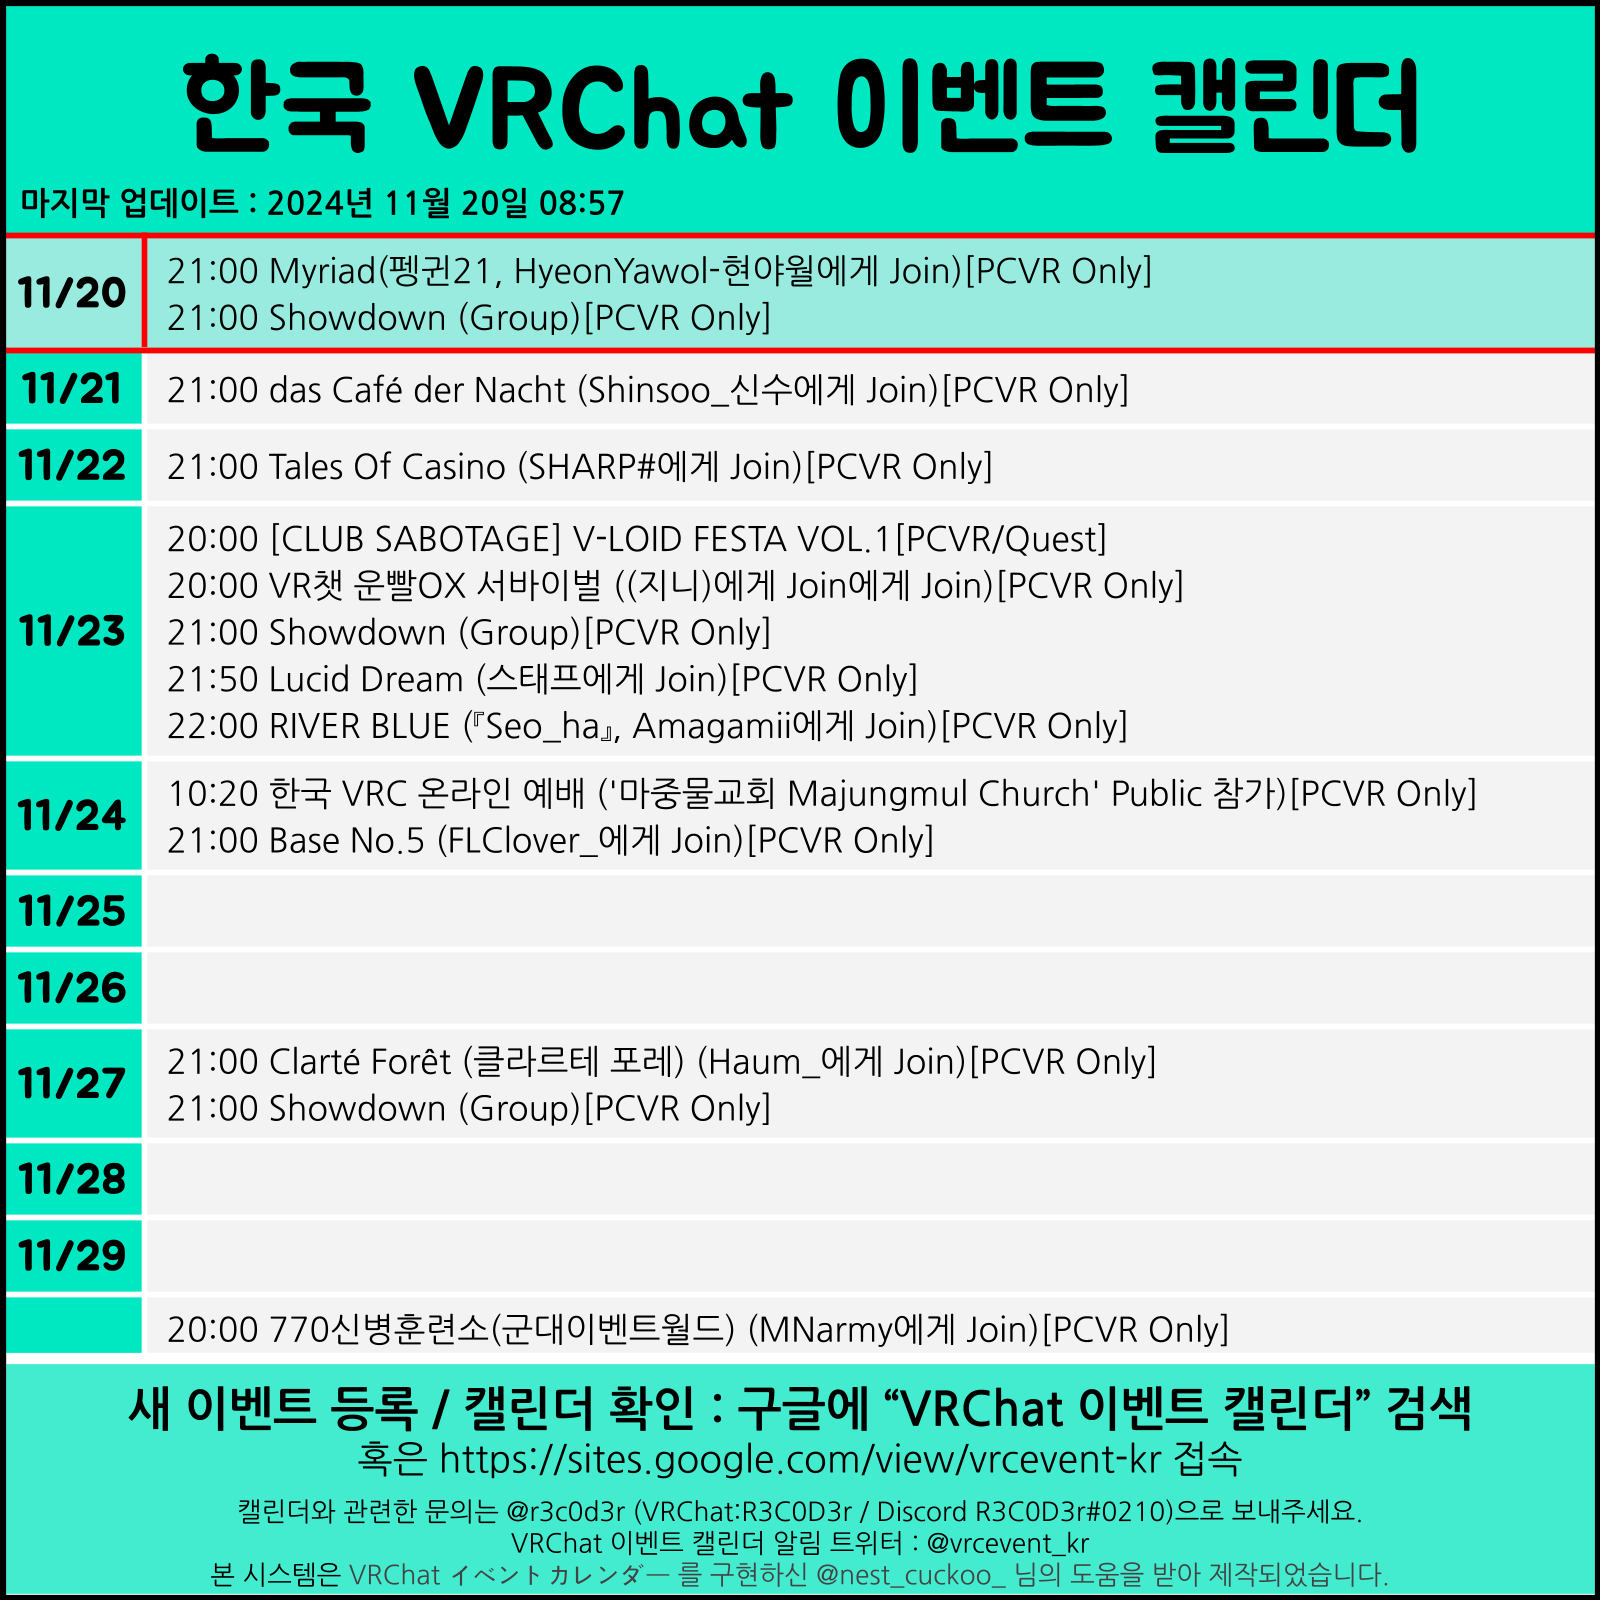 한국 VRChat 이벤트 캘린더
마지막 업데이트 : 2024년 11월 20일 08:57
11/20
21:00 Myriad(펭귄21, HyeonYawol-현야월에게 Join)[PCVR Only]
21:00 Showdown (Group)[PCVR Only]
11/21
21:00 das Café der Nacht (Shinsoo_신수에게 Join)[PCVR Only]
11/22
21:00 Tales Of Casino (SHARP#에게 Join)[PCVR Only]
11/23
20:00 [CLUB SABOTAGE] V-LOID FESTA VOL.1[PCVR/Quest]
20:00 VR챗 운빨OX 서바이벌 ((지니)에게 Join에게 Join)[PCVR Only]
21:00 Showdown (Group)[PCVR Only]
21:50 Lucid Dream (스태프에게 Join)[PCVR Only]
22:00 RIVER BLUE (『Seo_ha』, Amagamii에게 Join)[PCVR Only]
11/24
10:20 한국 VRC 온라인 예배 ('마중물교회 Majungmul Church' Public 참가)[PCVR Only]
21:00 Base No.5 (FLClover_에게 Join)[PCVR Only]
11/25
11/26
11/27
21:00 Clarté Forêt (클라르테 포레) (Haum_에게 Join)[PCVR Only]
21:00 Showdown (Group)[PCVR Only]
11/28
11/29
20:00 770신병훈련소(군대이벤트월드) (MNarmy에게 Join)[PCVR Only]
새 이벤트 등록 / 캘린더 확인 : 구글에 “VRChat 이벤트 캘린더” 검색
혹은 https://sites.google.com/view/vrcevent-kr 접속
캘린더와 관련한 문의는 @r3c0d3r (VRChat:R3C0D3r / Discord R3C0D3r#0210)으로 보내주세요.
VRChat 이벤트 캘린더 알림 트위터 : @vrcevent_kr
본 시스템은 VRChat イベントカレンダー 를 구현하신 @nest_cuckoo_ 님의 도움을 받아 제작되었습니다.